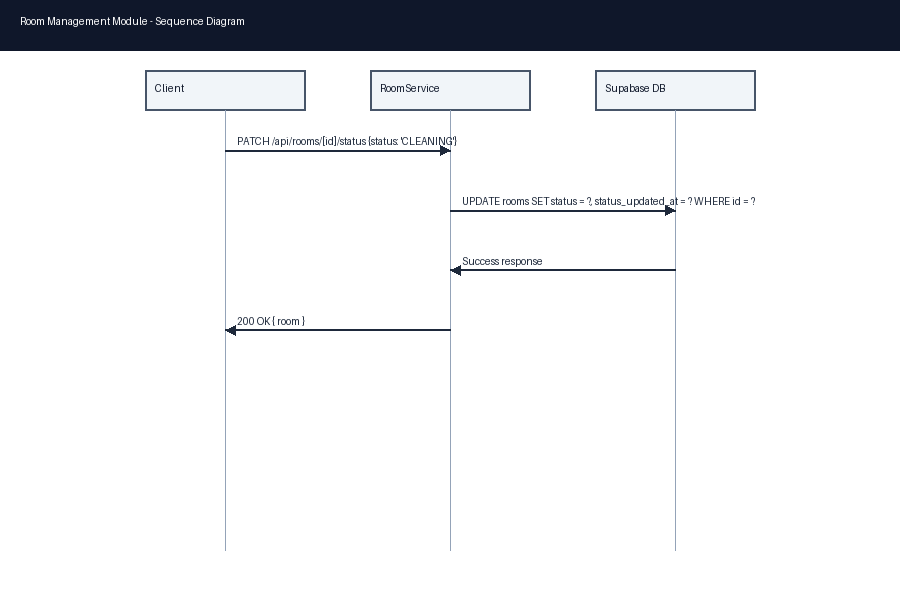 Room Management Module - Sequence Diagram
Client
RoomService
Supabase DB
PATCH /api/rooms/[id]/status {status: 'CLEANING'}
UPDATE rooms SET status = ?, status_updated_at = ? WHERE id = ?
Success response
200 OK { room }